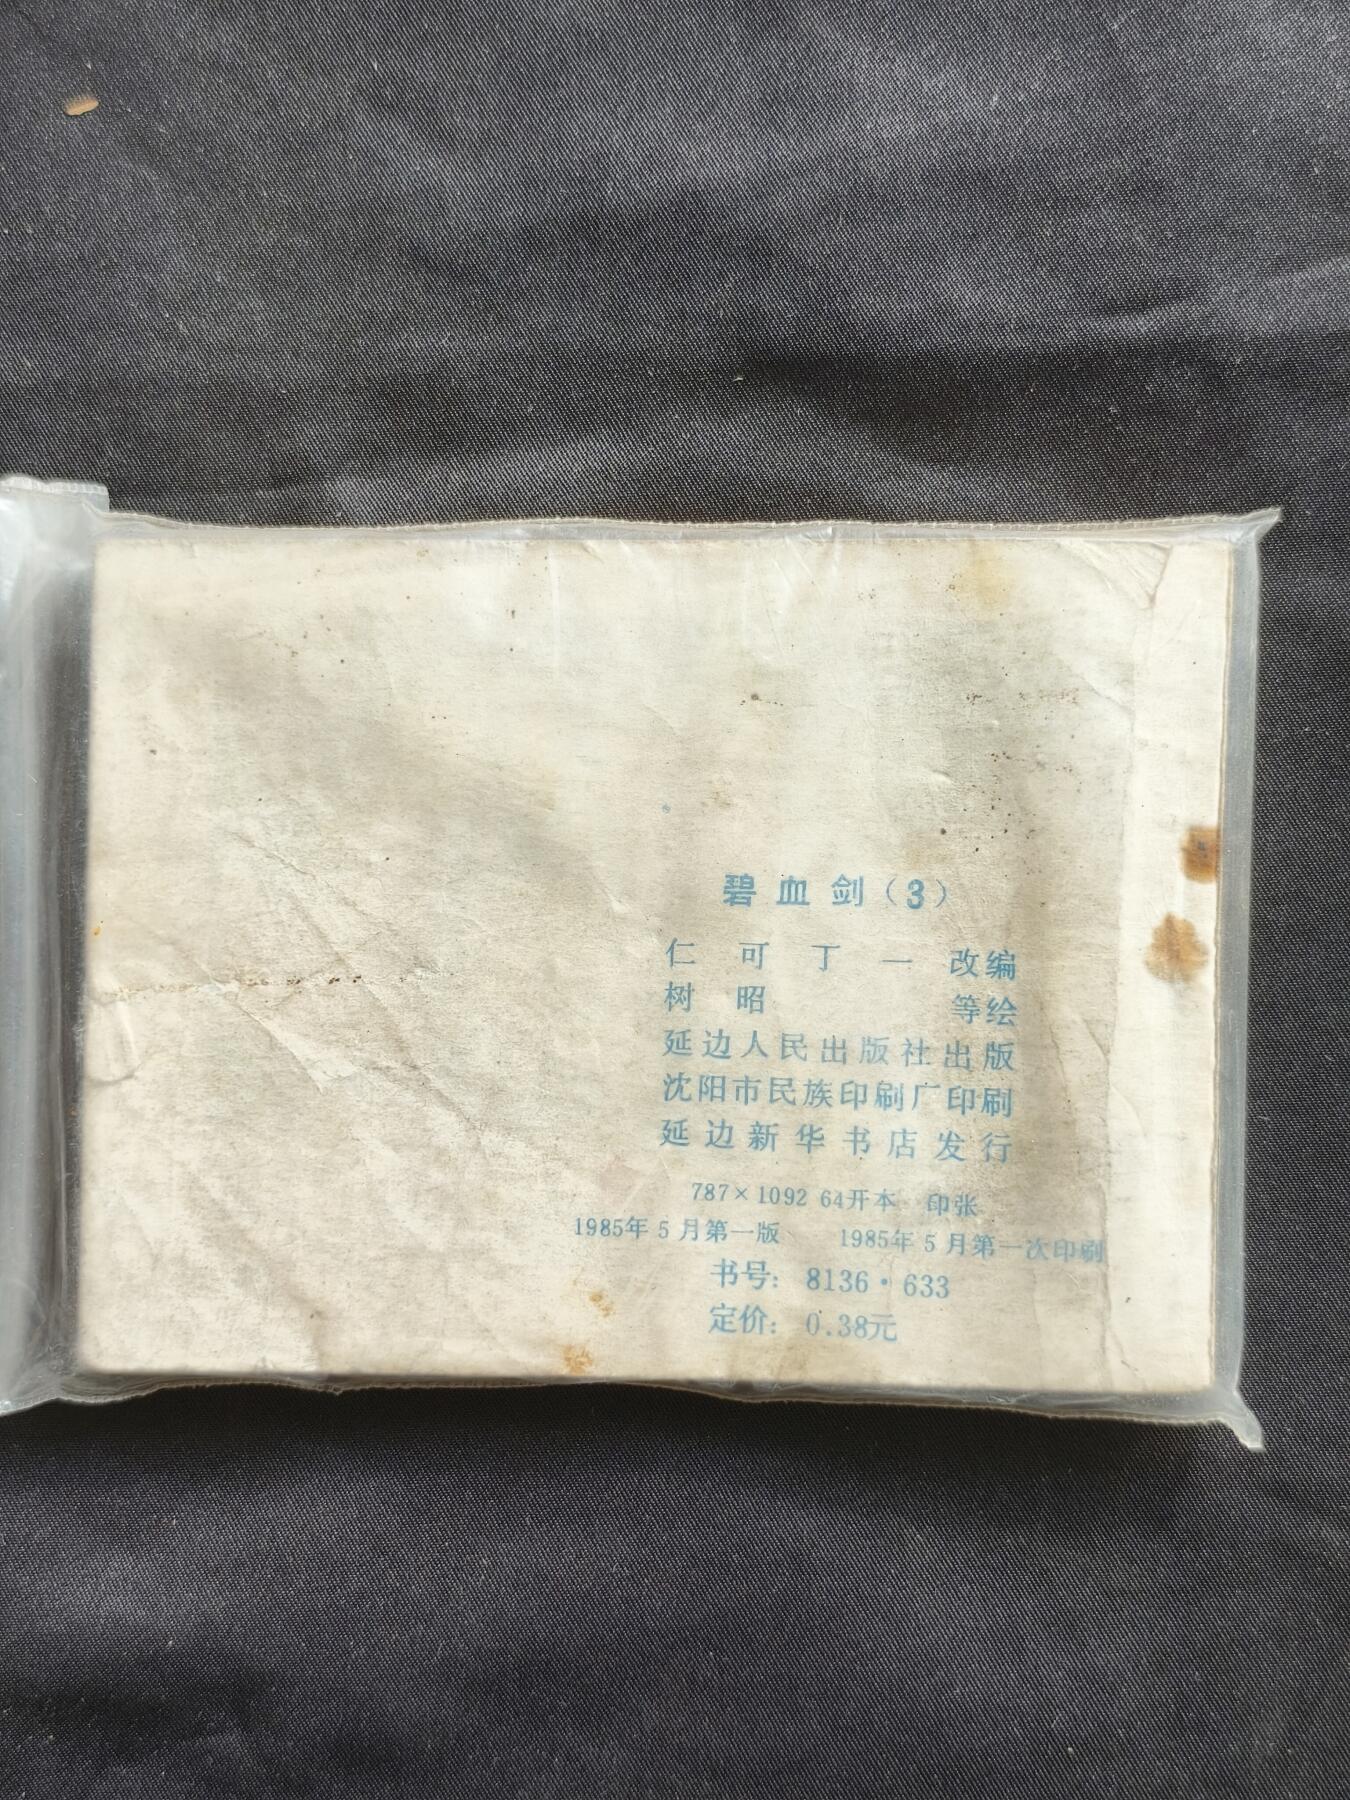 碧血剑（3）
仁可丁一改编
树昭等绘
延边人民出版社出版
沈阳市民族印刷厂印刷
延边新华书店发行
787×1092 64开本 印张
1985年5月第一版 1985年5月第一次印刷
书号：8136·633
定价：0.38元